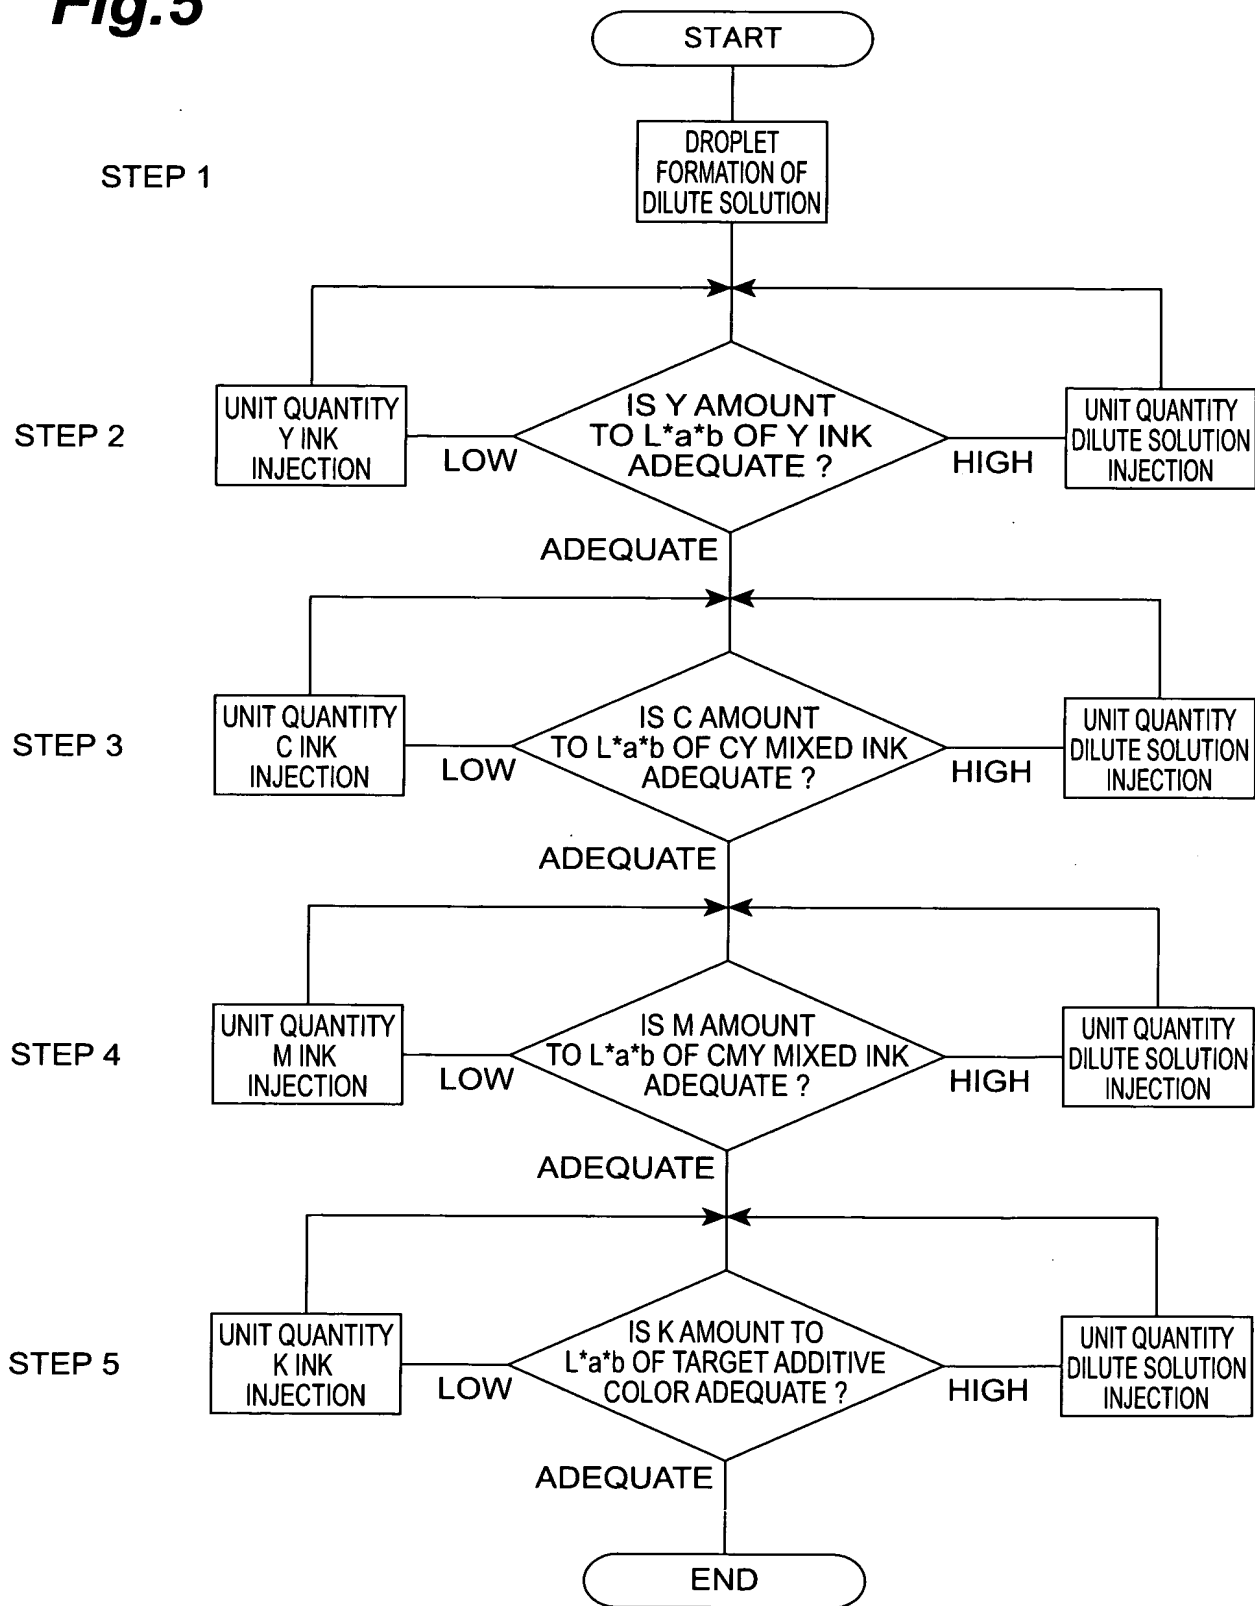 Fig.5
START
STEP 1
DROPLET
FORMATION OF
DILUTE SOLUTION
STEP 2
UNIT QUANTITY
Y INK
INJECTION
LOW
IS Y AMOUNT
TO L*a*b OF Y INK
ADEQUATE ?
HIGH
UNIT QUANTITY
DILUTE SOLUTION
INJECTION
ADEQUATE
STEP 3
UNIT QUANTITY
C INK
INJECTION
LOW
IS C AMOUNT
TO L*a*b OF CY MIXED INK
ADEQUATE ?
HIGH
UNIT QUANTITY
DILUTE SOLUTION
INJECTION
ADEQUATE
STEP 4
UNIT QUANTITY
M INK
INJECTION
LOW
IS M AMOUNT
TO L*a*b OF CMY MIXED INK
ADEQUATE ?
HIGH
UNIT QUANTITY
DILUTE SOLUTION
INJECTION
ADEQUATE
STEP 5
UNIT QUANTITY
K INK
INJECTION
LOW
IS K AMOUNT TO
L*a*b OF TARGET ADDITIVE
COLOR ADEQUATE ?
HIGH
UNIT QUANTITY
DILUTE SOLUTION
INJECTION
ADEQUATE
END